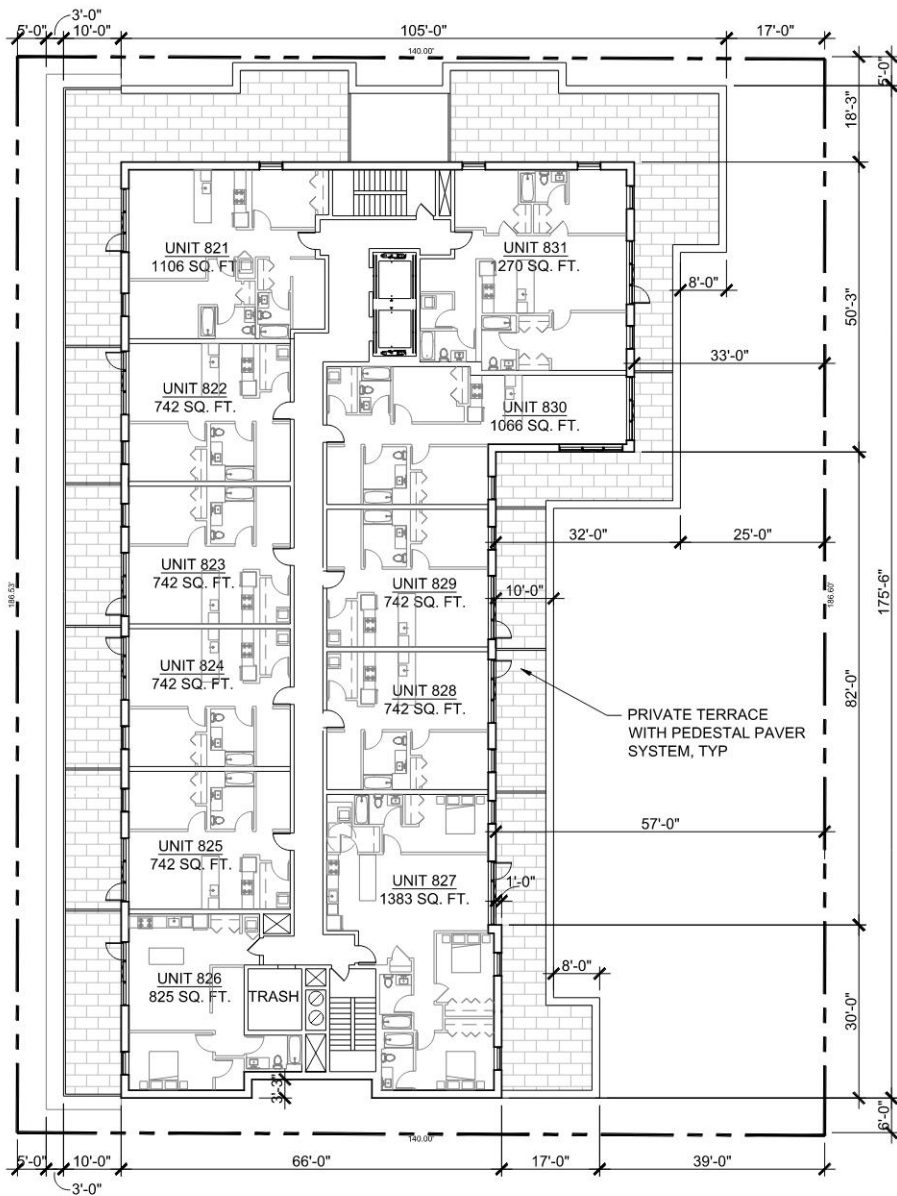 3'-0"
5'-0"
10'-0"
105'-0"
17'-0"
140.00'
5'-0"
18'-3"
UNIT 821
1106 SQ. FT.
UNIT 831
1270 SQ. FT.
8'-0"
50'-3"
33'-0"
UNIT 822
742 SQ. FT.
UNIT 830
1066 SQ. FT.
32'-0"
25'-0"
UNIT 823
742 SQ. FT.
UNIT 829
742 SQ. FT.
10'-0"
186.53'
186.60'
175'-6"
UNIT 824
742 SQ. FT.
UNIT 828
742 SQ. FT.
82'-0"
PRIVATE TERRACE
WITH PEDESTAL PAVER
SYSTEM, TYP
57'-0"
UNIT 825
742 SQ. FT.
UNIT 827
1383 SQ. FT.
1'-0"
8'-0"
UNIT 826
825 SQ. FT.
TRASH
30'-0"
3'-3"
6'-0"
140.00'
5'-0"
10'-0"
66'-0"
17'-0"
39'-0"
3'-0"